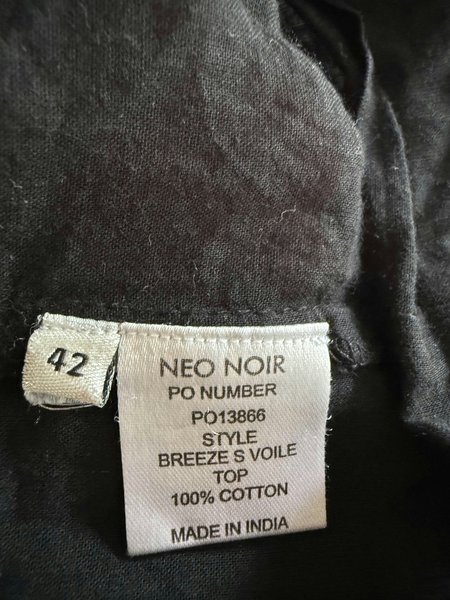 42
NEO NOIR
PO NUMBER
PO13866
STYLE
BREEZE S VOILE
TOP
100% COTTON
MADE IN INDIA